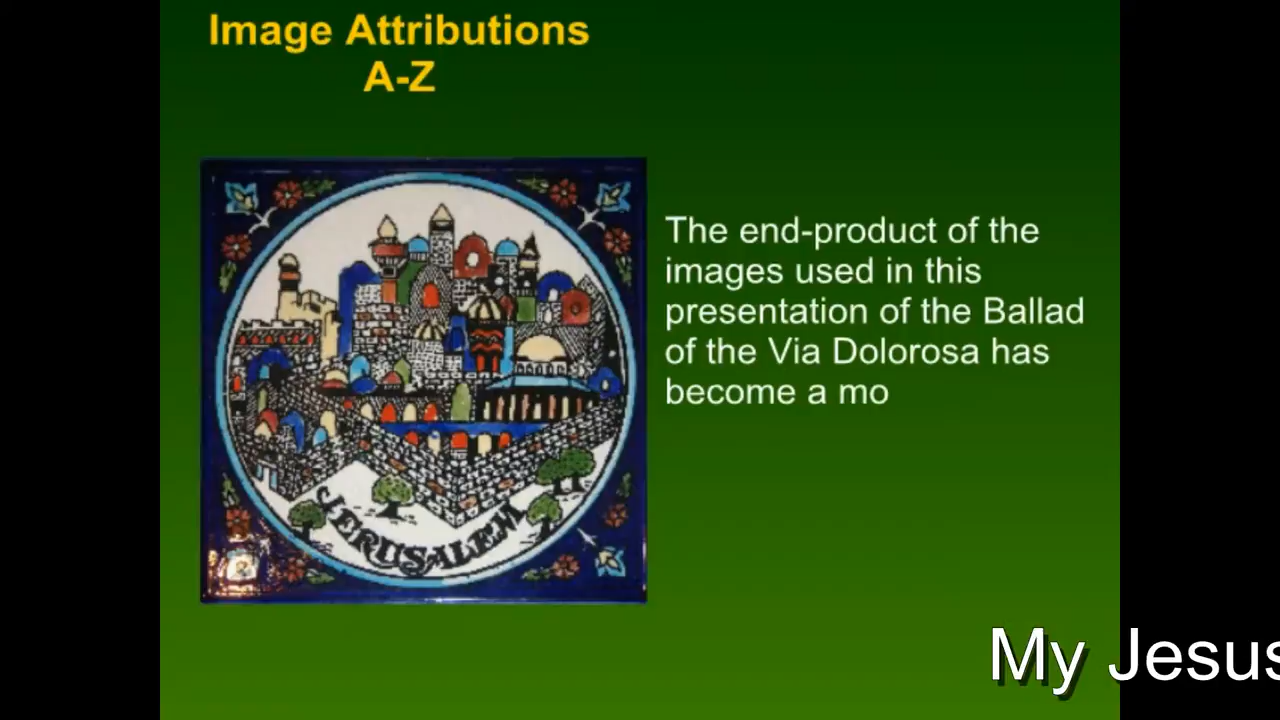 Image Attributions
A-Z
The end-product of the
images used in this
presentation of the Ballad
of the Via Dolorosa has
become a mo
JERUSALEM
My Jesus